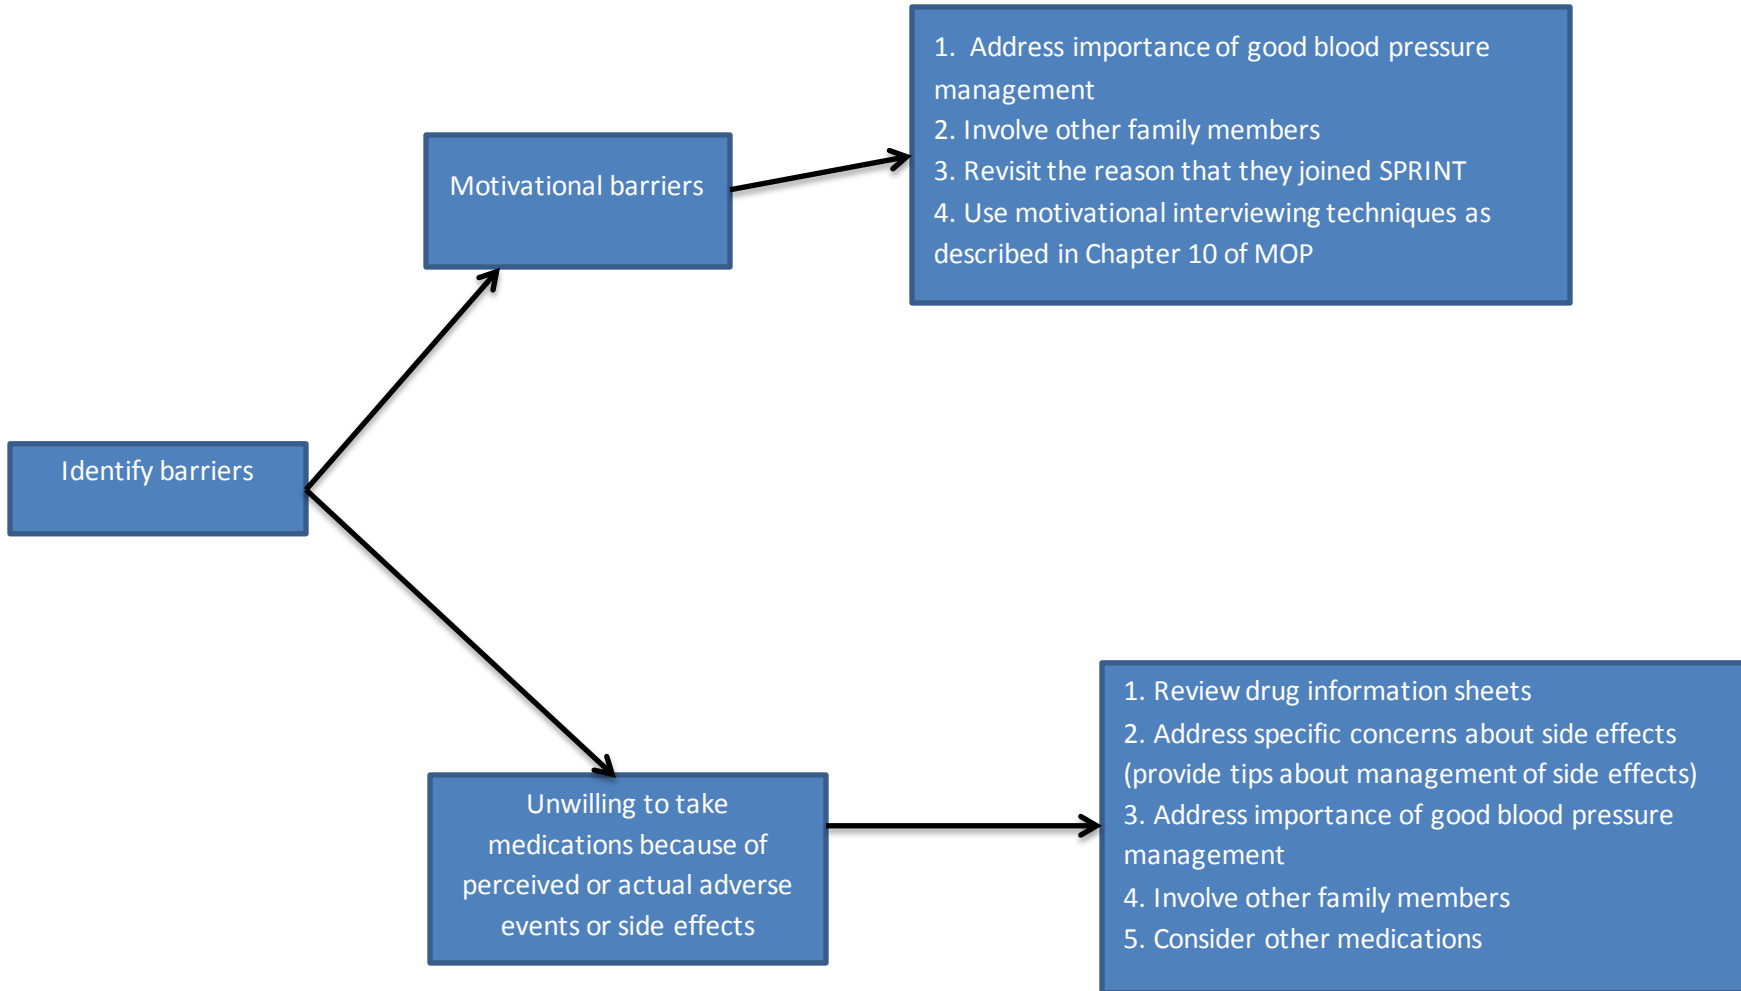 1. Address importance of good blood pressure
management
2. Involve other family members
3. Revisit the reason that they joined SPRINT
4. Use motivational interviewing techniques as
described in Chapter 10 of MOP
Motivational barriers
Identify barriers
Unwilling to take
medications because of
perceived or actual adverse
events or side effects
1. Review drug information sheets
2. Address specific concerns about side effects
(provide tips about management of side effects)
3. Address importance of good blood pressure
management
4. Involve other family members
5. Consider other medications